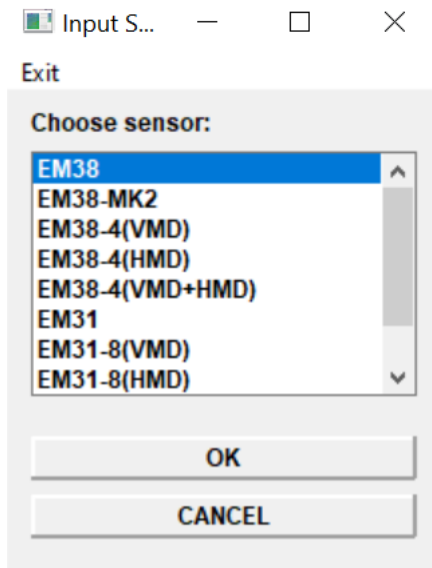 Input S...
Exit
Choose sensor:
EM38
EM38-MK2
EM38-4(VMD)
EM38-4(HMD)
EM38-4(VMD+HMD)
EM31
EM31-8(VMD)
EM31-8(HMD)
OK
CANCEL